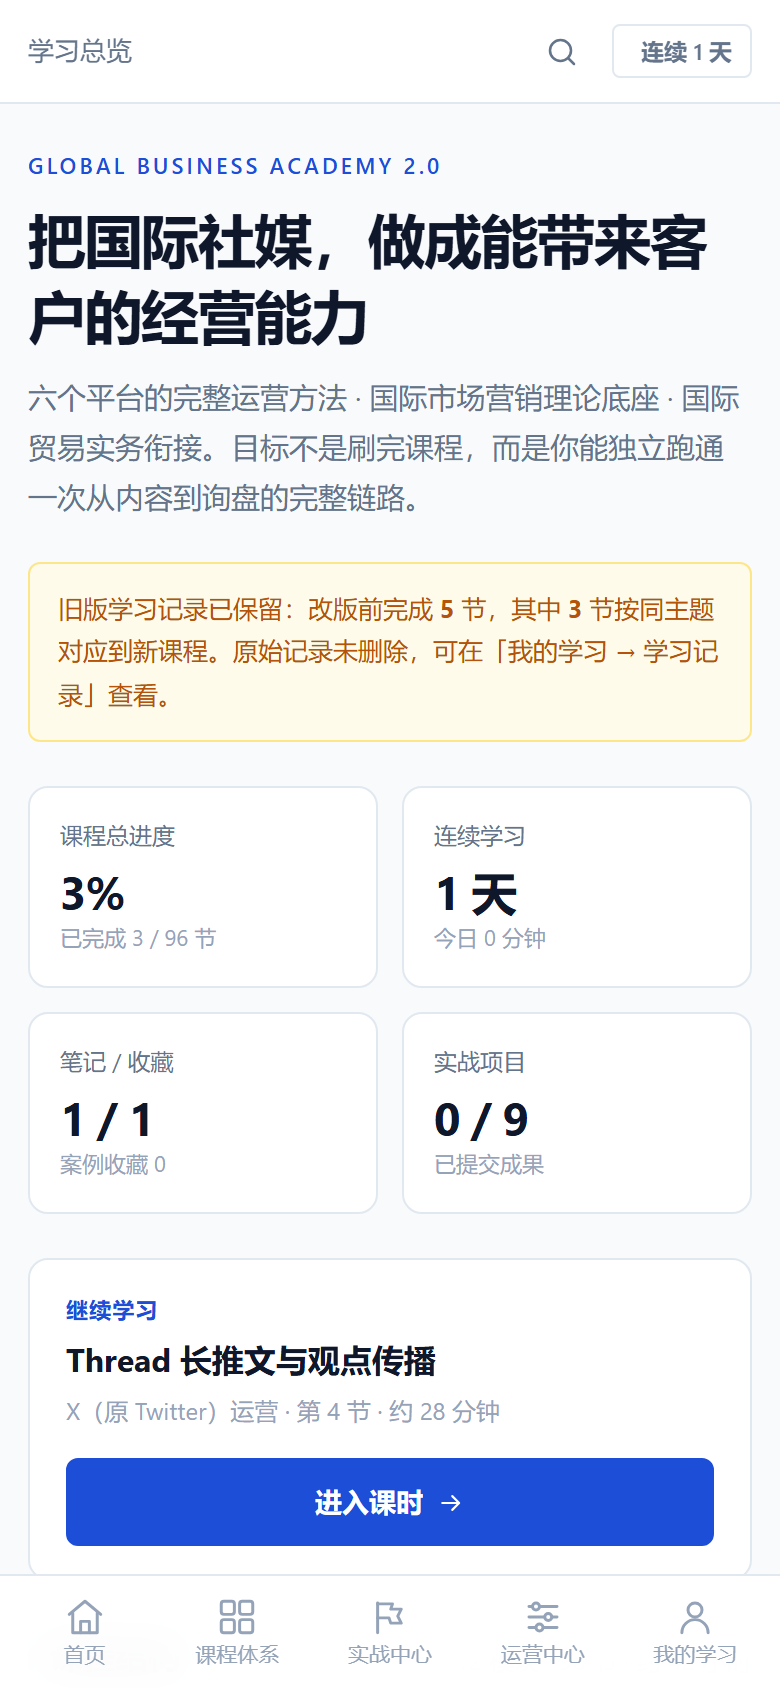 学习总览
连续 1 天
GLOBAL BUSINESS ACADEMY 2.0
把国际社媒，做成能带来客
户的经营能力
六个平台的完整运营方法 · 国际市场营销理论底座 · 国际
贸易实务衔接。目标不是刷完课程，而是你能独立跑通
一次从内容到询盘的完整链路。
旧版学习记录已保留：改版前完成 5 节，其中 3 节按同主题
对应到新课程。原始记录未删除，可在「我的学习 → 学习记
录」查看。
课程总进度
3%
已完成 3 / 96 节
连续学习
1 天
今日 0 分钟
笔记 / 收藏
1 / 1
案例收藏 0
实战项目
0 / 9
已提交成果
继续学习
Thread 长推文与观点传播
X（原 Twitter）运营 · 第 4 节 · 约 28 分钟
进入课时 →
首页
课程体系
实战中心
运营中心
我的学习